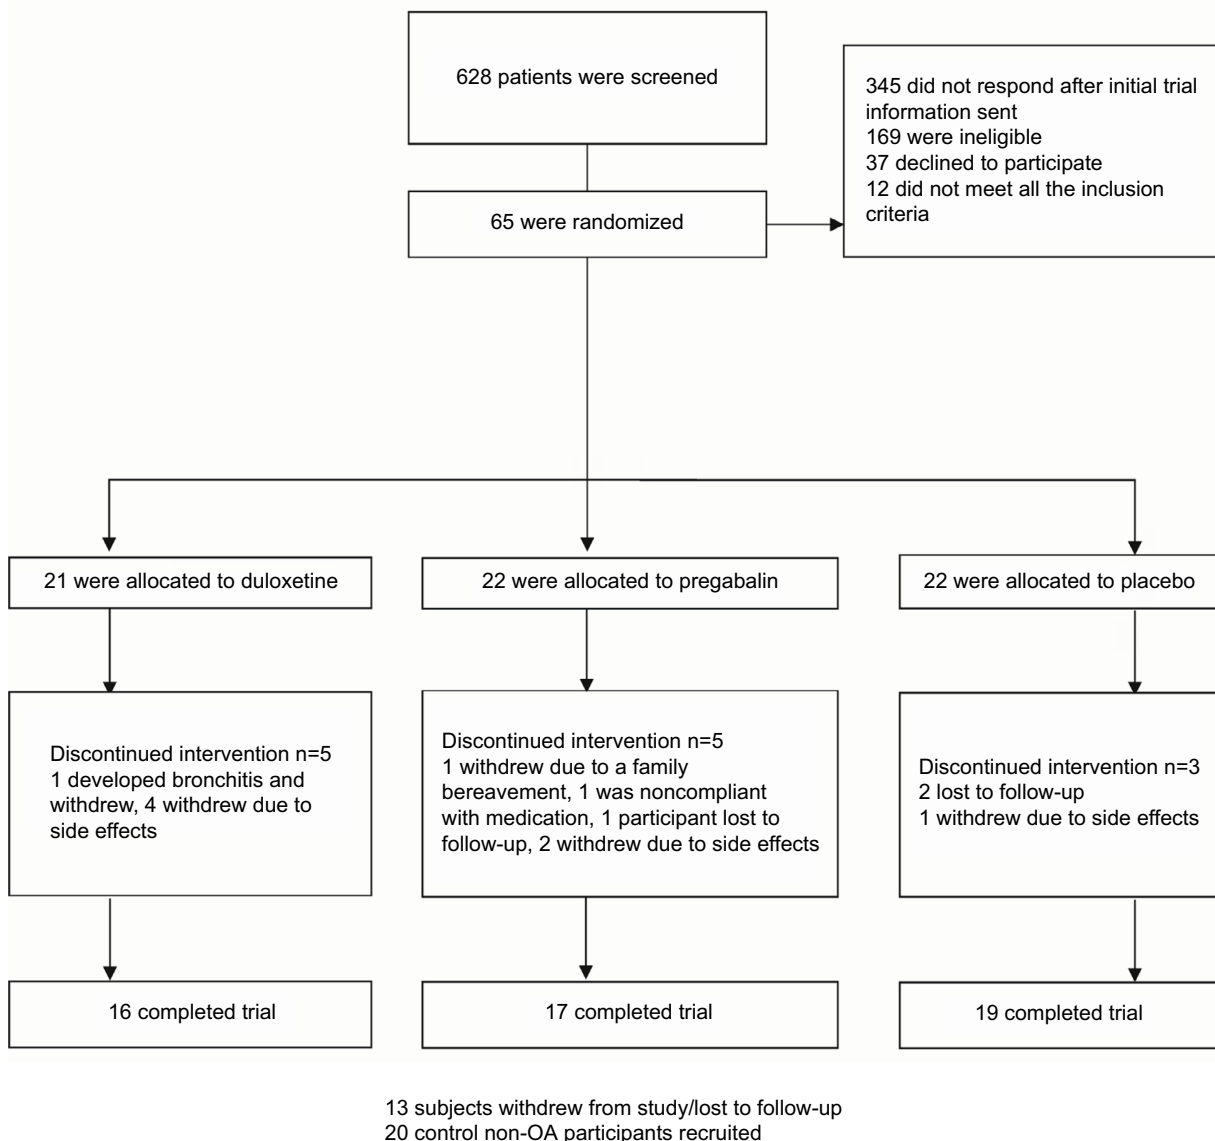 628 patients were screened
345 did not respond after initial trial
information sent
169 were ineligible
37 declined to participate
12 did not meet all the inclusion
criteria
65 were randomized
21 were allocated to duloxetine
22 were allocated to pregabalin
22 were allocated to placebo
Discontinued intervention n=5
1 developed bronchitis and
withdrew, 4 withdrew due to
side effects
Discontinued intervention n=5
1 withdrew due to a family
bereavement, 1 was noncompliant
with medication, 1 participant lost to
follow-up, 2 withdrew due to side effects
Discontinued intervention n=3
2 lost to follow-up
1 withdrew due to side effects
16 completed trial
17 completed trial
19 completed trial
13 subjects withdrew from study/lost to follow-up
20 control non-OA participants recruited